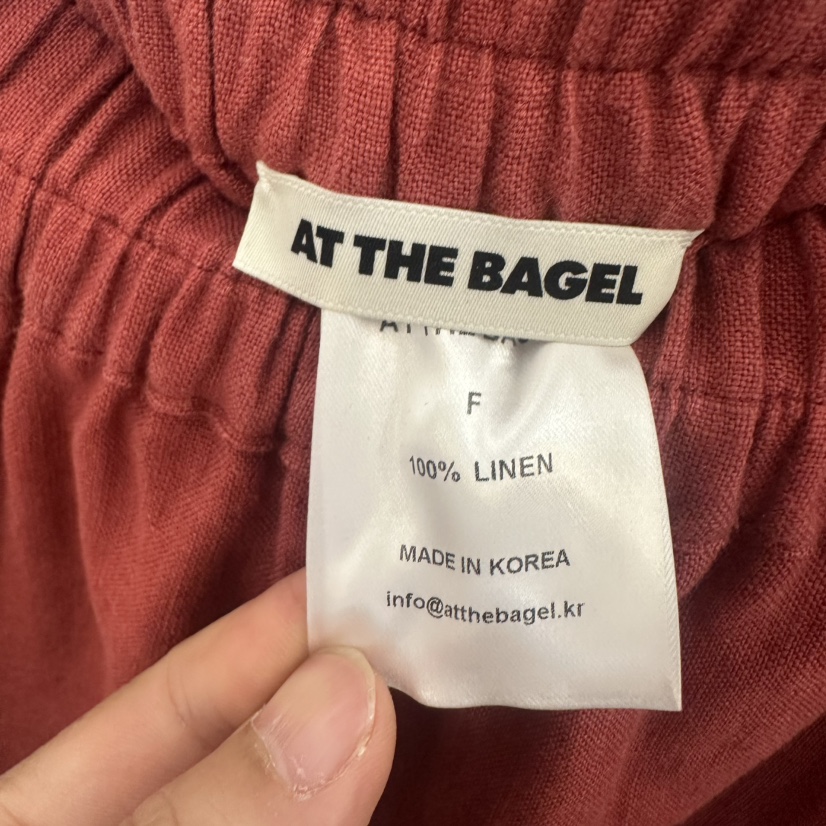 AT THE BAGEL
F
100% LINEN
MADE IN KOREA
info@atthebagel.kr